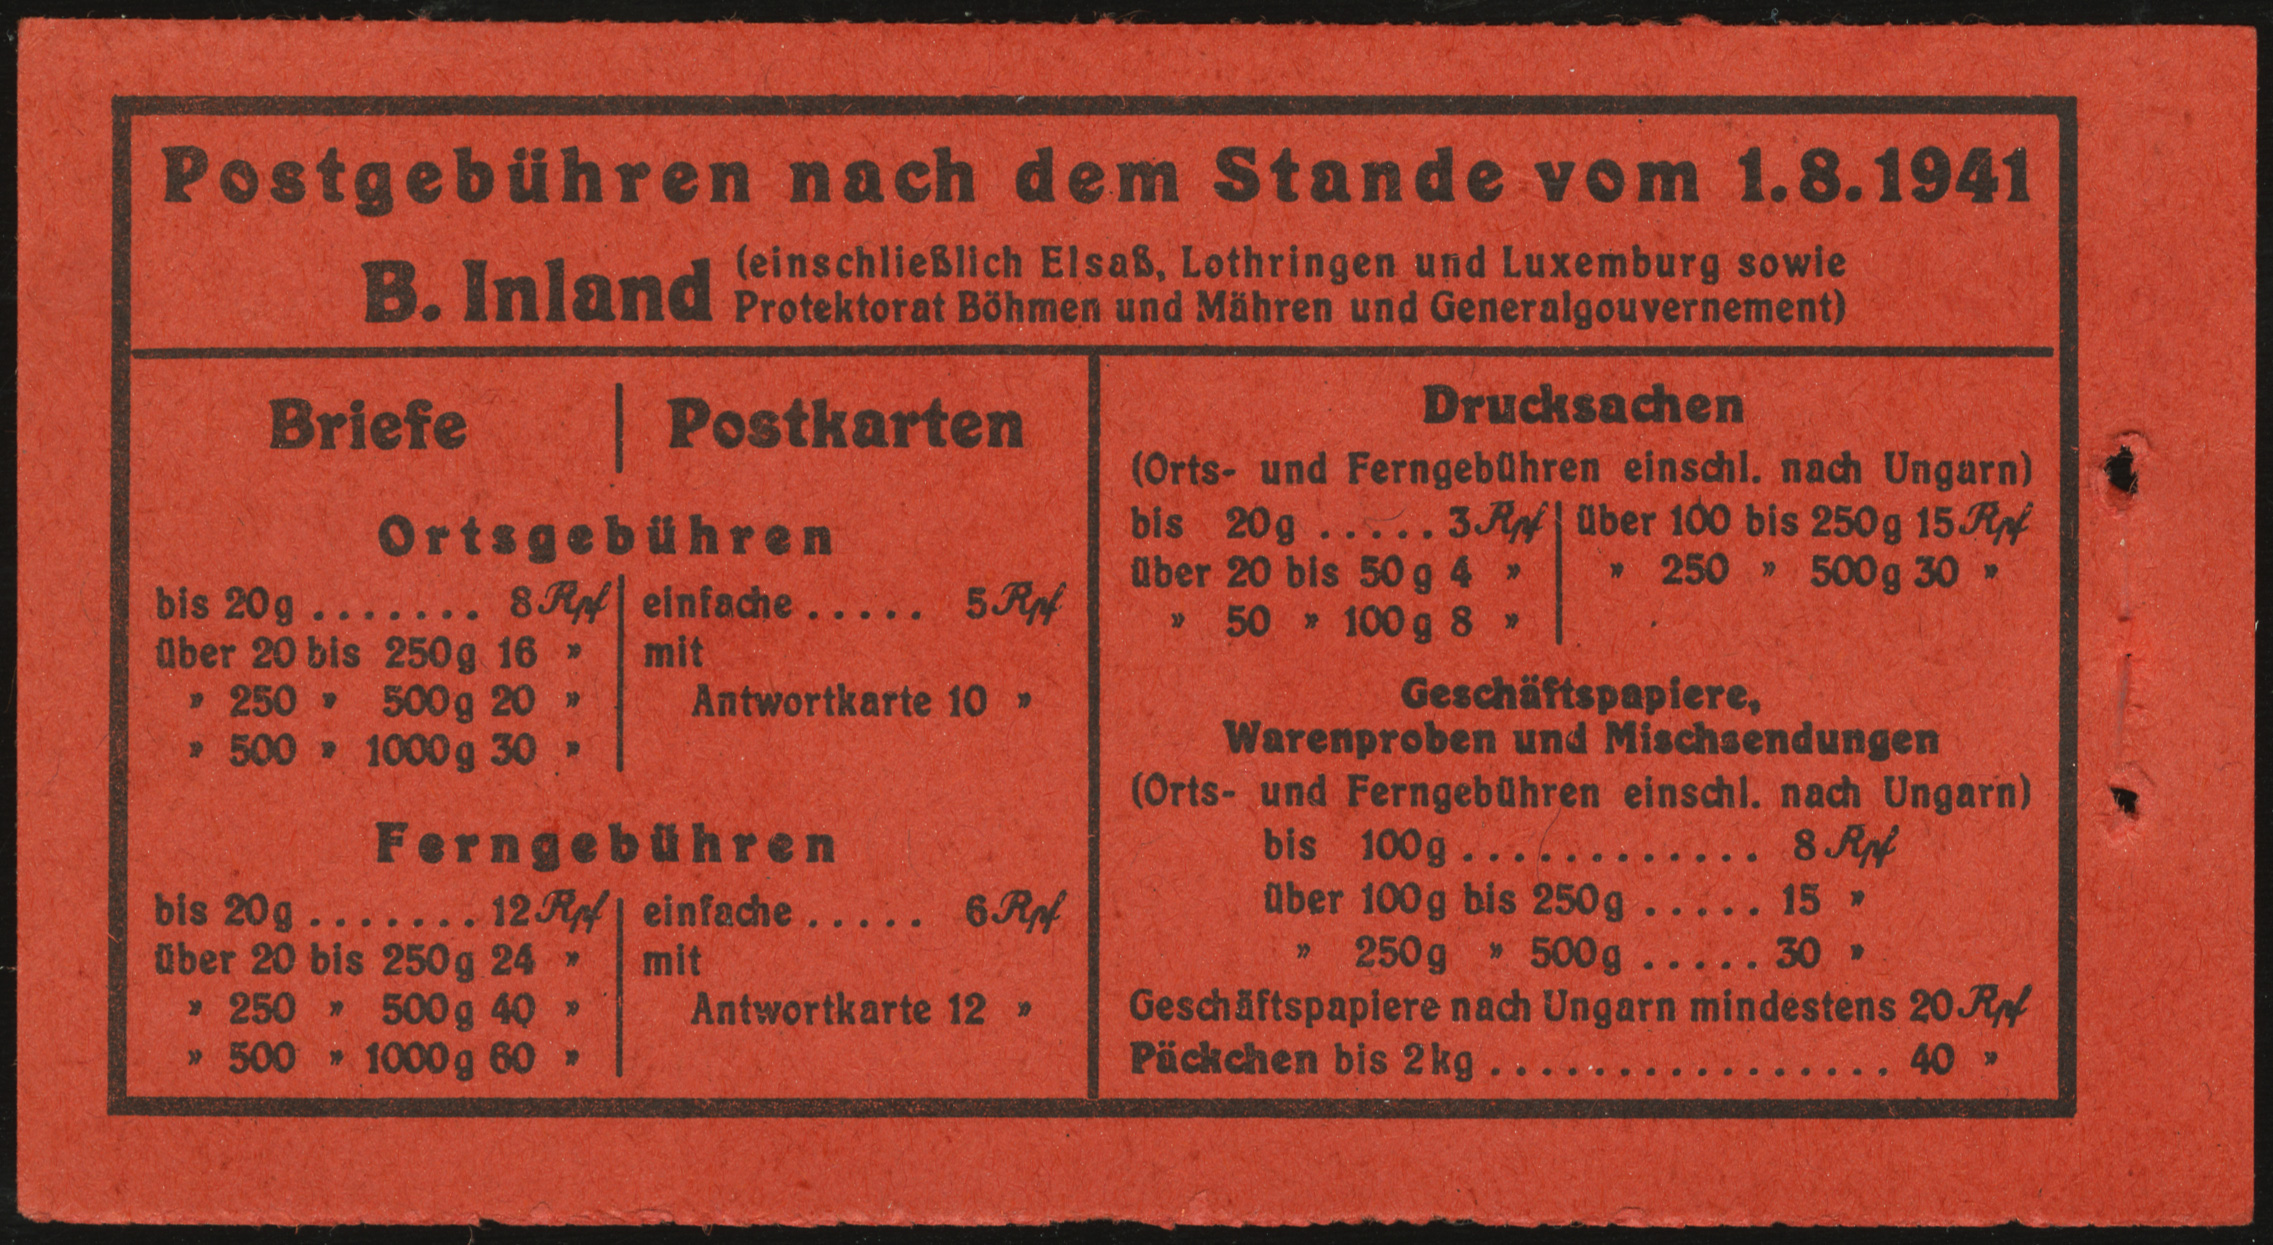 Postgebühren nach dem Stande vom 1.8.1941
B. Inland (einschließlich Elsaß, Lothringen und Luxemburg sowie
Protektorat Böhmen und Mähren und Generalgouvernement)
Briefe | Postkarten
Ortsgebühren
bis 20g ....... 8 Rpf
über 20 bis 250g 16 „
„ 250 „ 500g 20 „
„ 500 „ 1000g 30 „
einfache ..... 5 Rpf
mit
Antwortkarte 10 „
Ferngebühren
bis 20g ....... 12 Rpf
über 20 bis 250g 24 „
„ 250 „ 500g 40 „
„ 500 „ 1000g 60 „
einfache ..... 6 Rpf
mit
Antwortkarte 12 „
Drucksachen
(Orts- und Ferngebühren einschl. nach Ungarn)
bis 20g ..... 3 Rpf
über 20 bis 50g 4 „
„ 50 „ 100g 8 „
über 100 bis 250g 15 Rpf
„ 250 „ 500g 30 „
Geschäftspapiere,
Warenproben und Mischsendungen
(Orts- und Ferngebühren einschl. nach Ungarn)
bis 100g ............ 8 Rpf
über 100g bis 250g ..... 15 „
„ 250g „ 500g ..... 30 „
Geschäftspapiere nach Ungarn mindestens 20 Rpf
Päckchen bis 2kg ................. 40 „